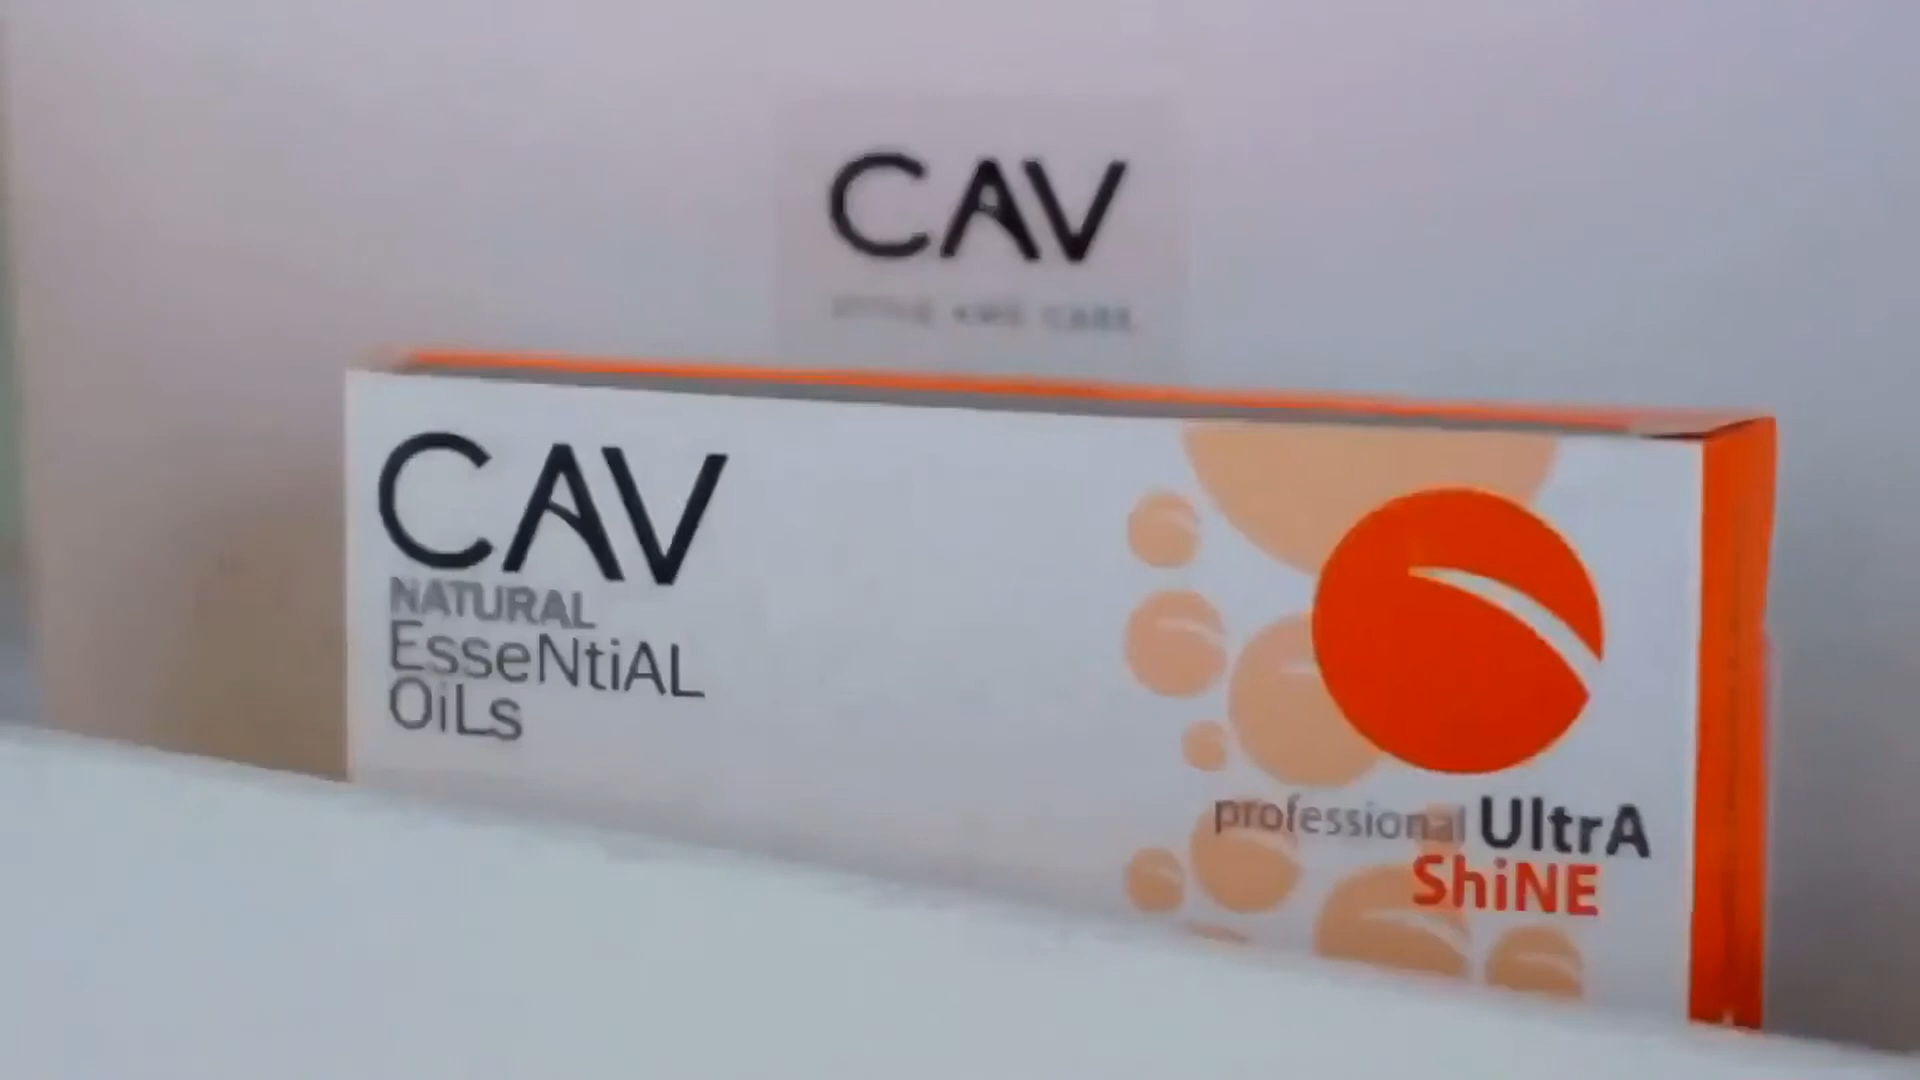 CAV
CAV
NATURAL
EsseNtiAL
OiLs
professional UltrA
ShiNE